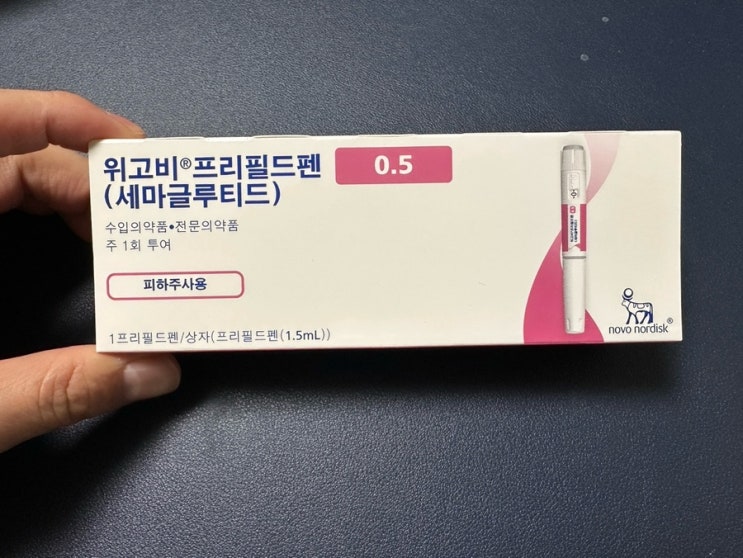 위고비®프리필드펜 0.5
(세마글루티드)
수입의약품•전문의약품
주 1회 투여
피하주사용
1프리필드펜/상자(프리필드펜(1.5mL))
novo nordisk®